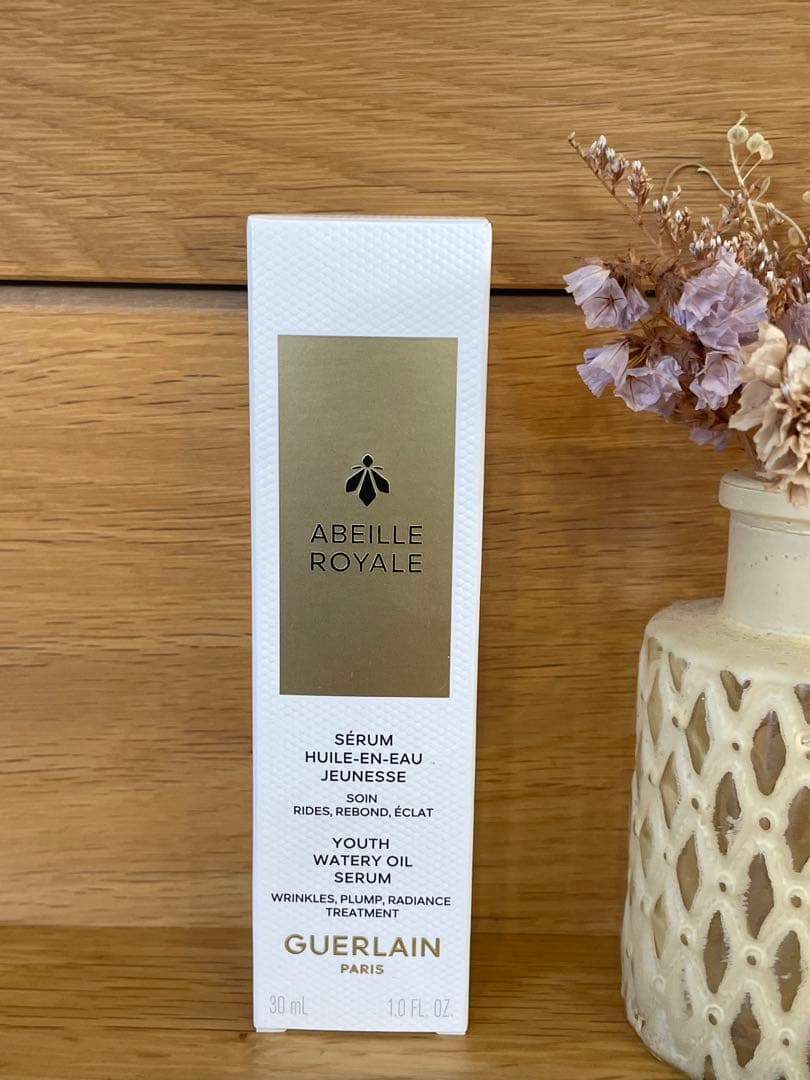 ABEILLE
ROYALE
SÉRUM
HUILE-EN-EAU
JEUNESSE
SOIN
RIDES, REBOND, ÉCLAT
YOUTH
WATERY OIL
SERUM
WRINKLES, PLUMP, RADIANCE
TREATMENT
GUERLAIN
PARIS
30 mL 1.0 FL. OZ.